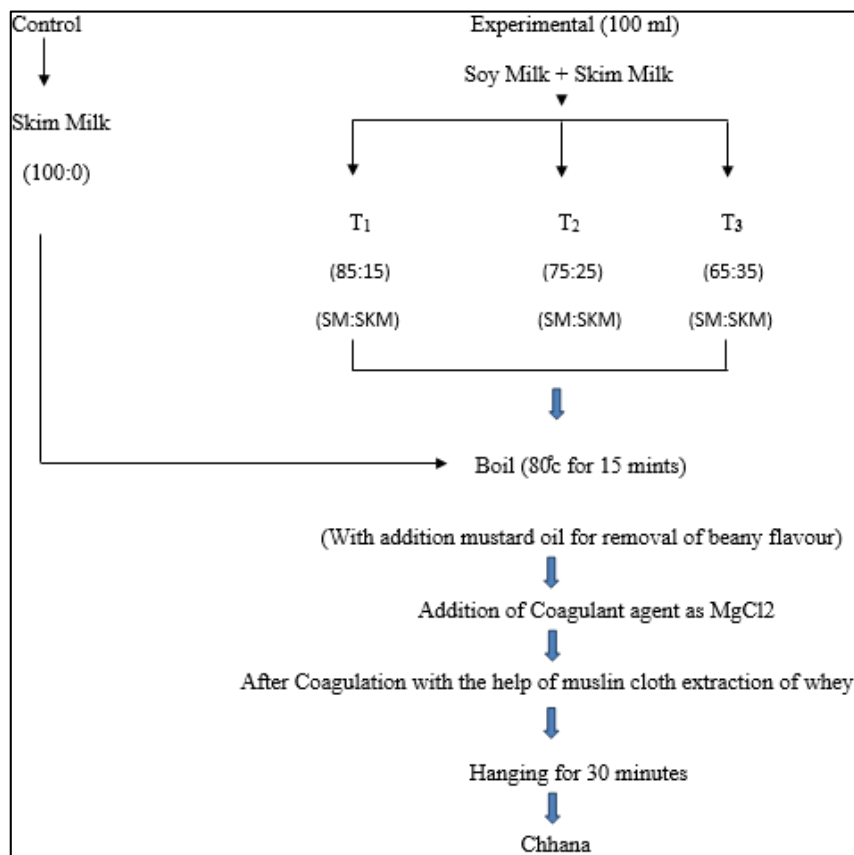 Control
Experimental (100 ml)
Soy Milk + Skim Milk
Skim Milk
(100:0)
T₁ T₂ T₃
(85:15) (75:25) (65:35)
(SM:SKM) (SM:SKM) (SM:SKM)
Boil (80°c for 15 mints)
(With addition mustard oil for removal of beany flavour)
Addition of Coagulant agent as MgCl2
After Coagulation with the help of muslin cloth extraction of whey
Hanging for 30 minutes
Chhana